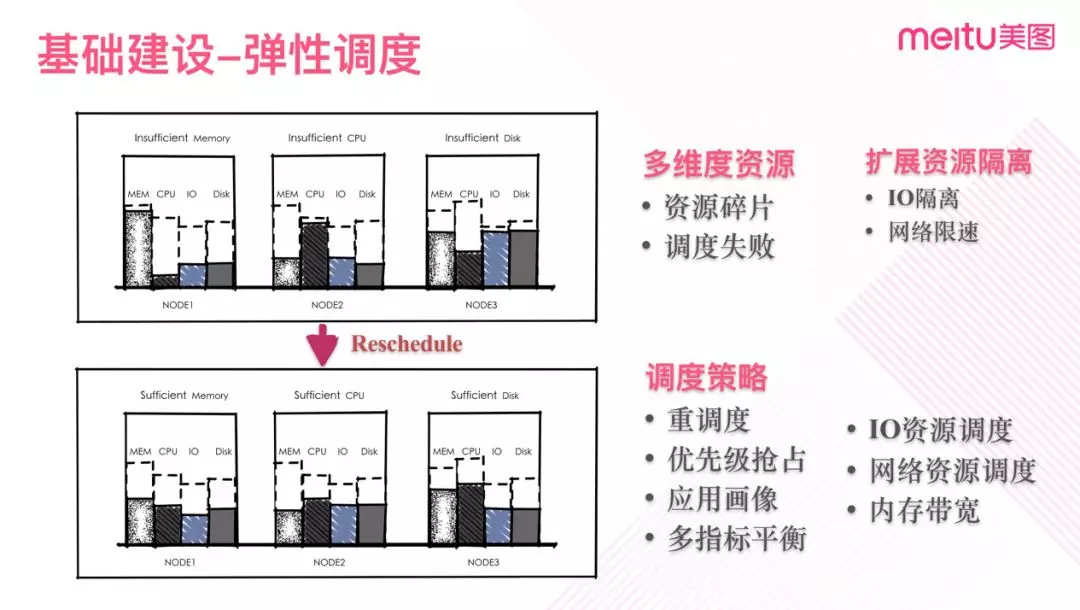 基础建设–弹性调度
meitu美图
Insufficient Memory
Insufficient CPU
Insufficient Disk
MEM CPU IO Disk
MEM CPU IO Disk
MEM CPU IO Disk
NODE1
NODE2
NODE3
Reschedule
Sufficient Memory
Sufficient CPU
Sufficient Disk
MEM CPU IO Disk
MEM CPU IO Disk
MEM CPU IO Disk
NODE1
NODE2
NODE3
多维度资源
• 资源碎片
• 调度失败
扩展资源隔离
• IO隔离
• 网络限速
调度策略
• 重调度
• 优先级抢占
• 应用画像
• 多指标平衡
• IO资源调度
• 网络资源调度
• 内存带宽